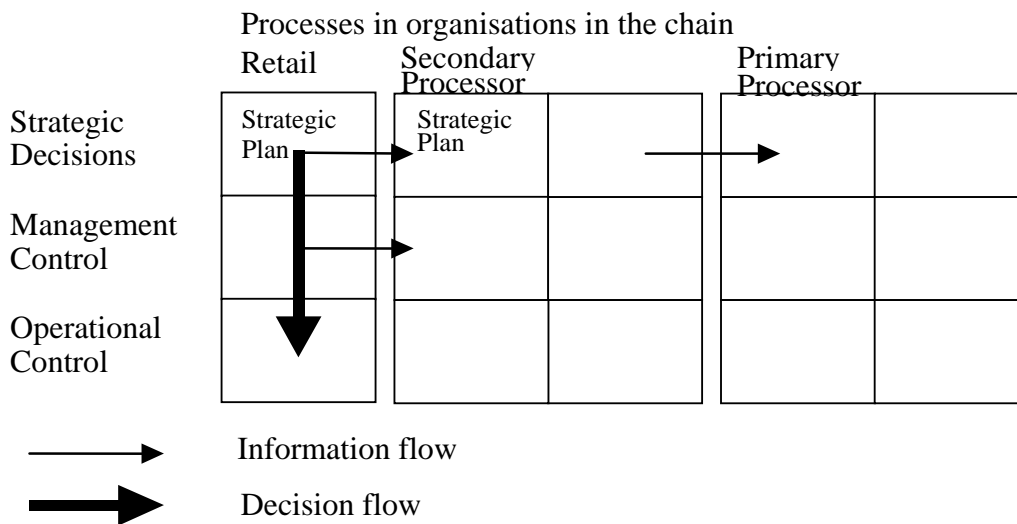 Processes in organisations in the chain
Retail
Secondary
Processor
Primary
Processor
Strategic
Decisions
Strategic
Plan
Strategic
Plan
Management
Control
Operational
Control
Information flow
Decision flow